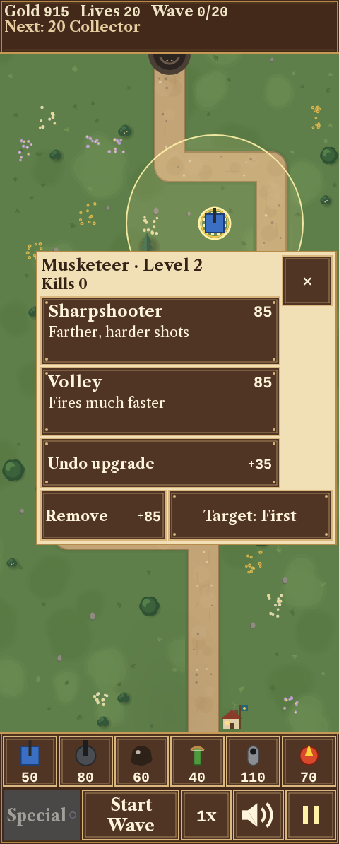 Gold 915 Lives 20 Wave 0/20
Next: 20 Collector
Musketeer · Level 2
Kills 0
×
Sharpshooter 85
Farther, harder shots
Volley 85
Fires much faster
Undo upgrade +35
Remove +85
Target: First
50 80 60 40 110 70
Special
Start
Wave
1x